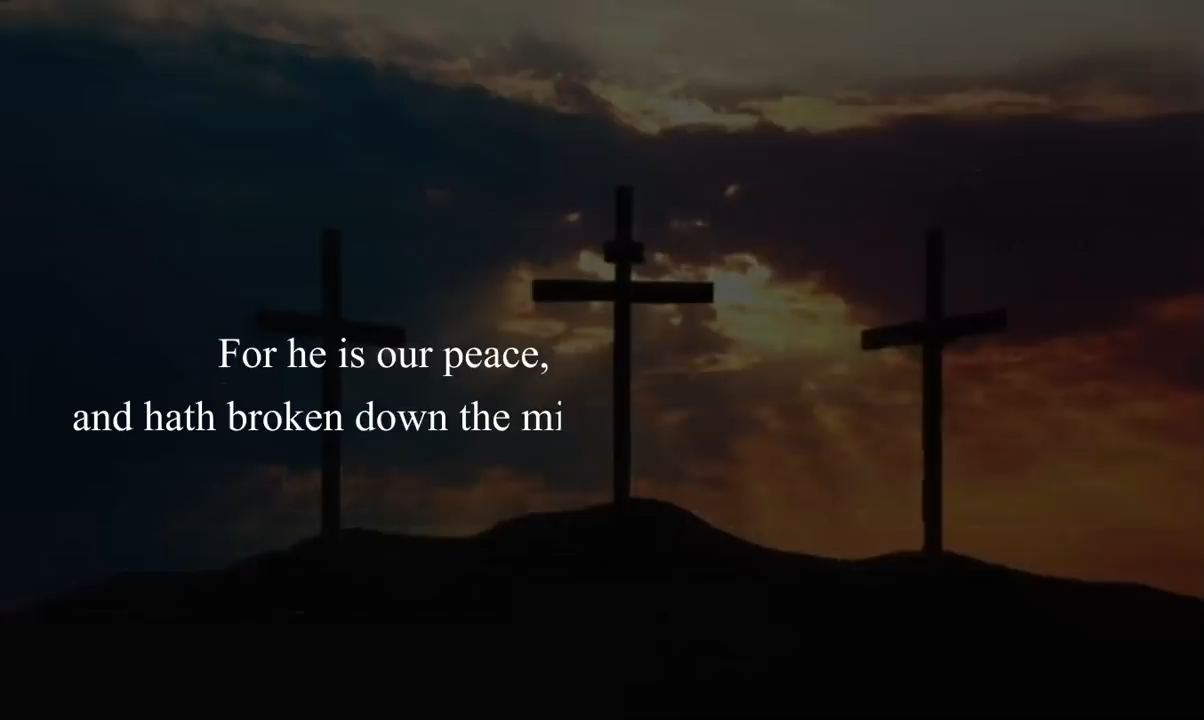 For he is our peace,
and hath broken down the mi